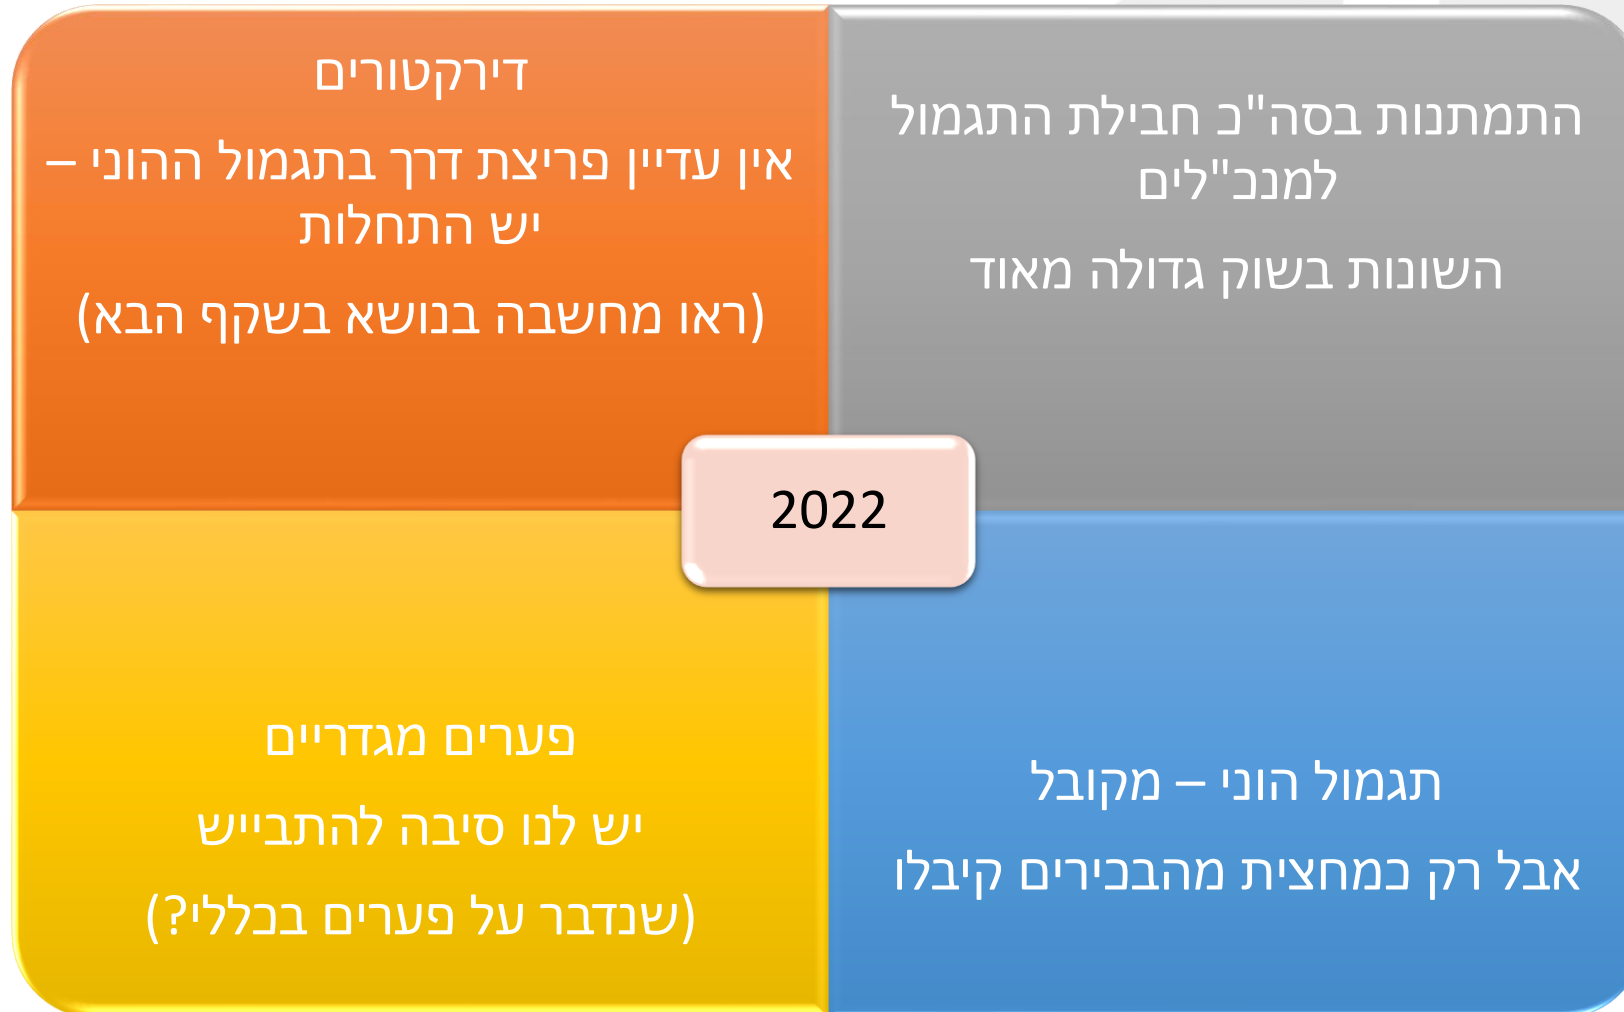 התמתנות בסה"כ חבילת התגמול
למנכ"לים
השונות בשוק גדולה מאוד
דירקטורים
אין עדיין פריצת דרך בתגמול ההוני –
יש התחלות
(ראו מחשבה בנושא בשקף הבא)
2022
תגמול הוני – מקובל
אבל רק כמחצית מהבכירים קיבלו
פערים מגדריים
יש לנו סיבה להתבייש
(שנדבר על פערים בכללי?)